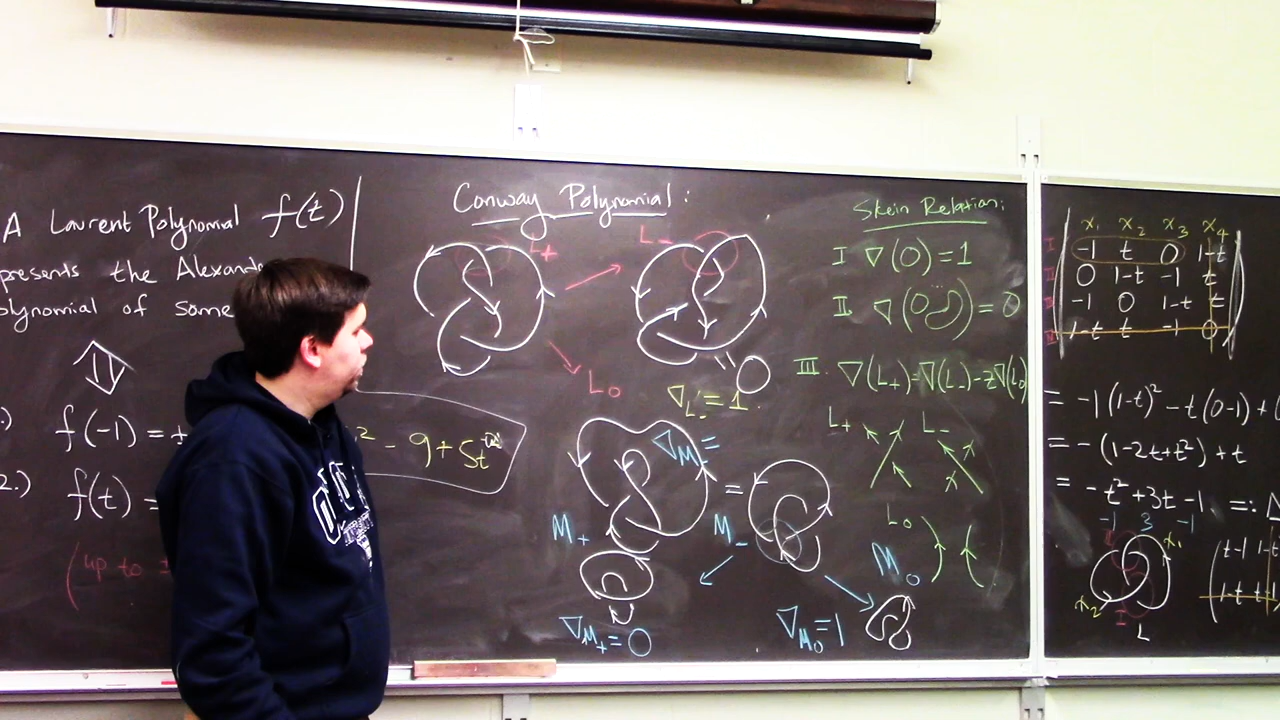 A Laurent Polynomial f(t)
presents the Alexand
olynomial of some
⇕
.) f(-1) = ±
2.) f(t) =
(up to ±
² - 9 + 5t
Conway Polynomial:
L+
L-
L0
∇L- = 1
∇M- =
=
M+
M-
M0
∇M+ = 0
∇M0 = 1
Skein Relation:
I ∇(O) = 1
II. ∇(O...O) = 0
III. ∇(L+) = ∇(L-) - z∇(L0)
L+ L-
L0
x1 x2 x3 x4
I -1 t 0 1-t
II 0 1-t -1 t
-1 0 1-t t
1-t t -1 0
= -1(1-t)² - t(0-1) +
= -(1-2t+t²) + t
= -t² + 3t - 1 =: Δ
-1 3 -1
x1
x2
I
L
t-1 1-t
1-t t-1